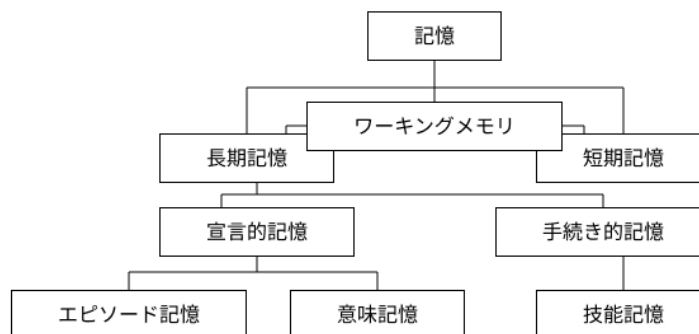 記憶
ワーキングメモリ
長期記憶
短期記憶
宣言的記憶
手続き的記憶
エピソード記憶
意味記憶
技能記憶